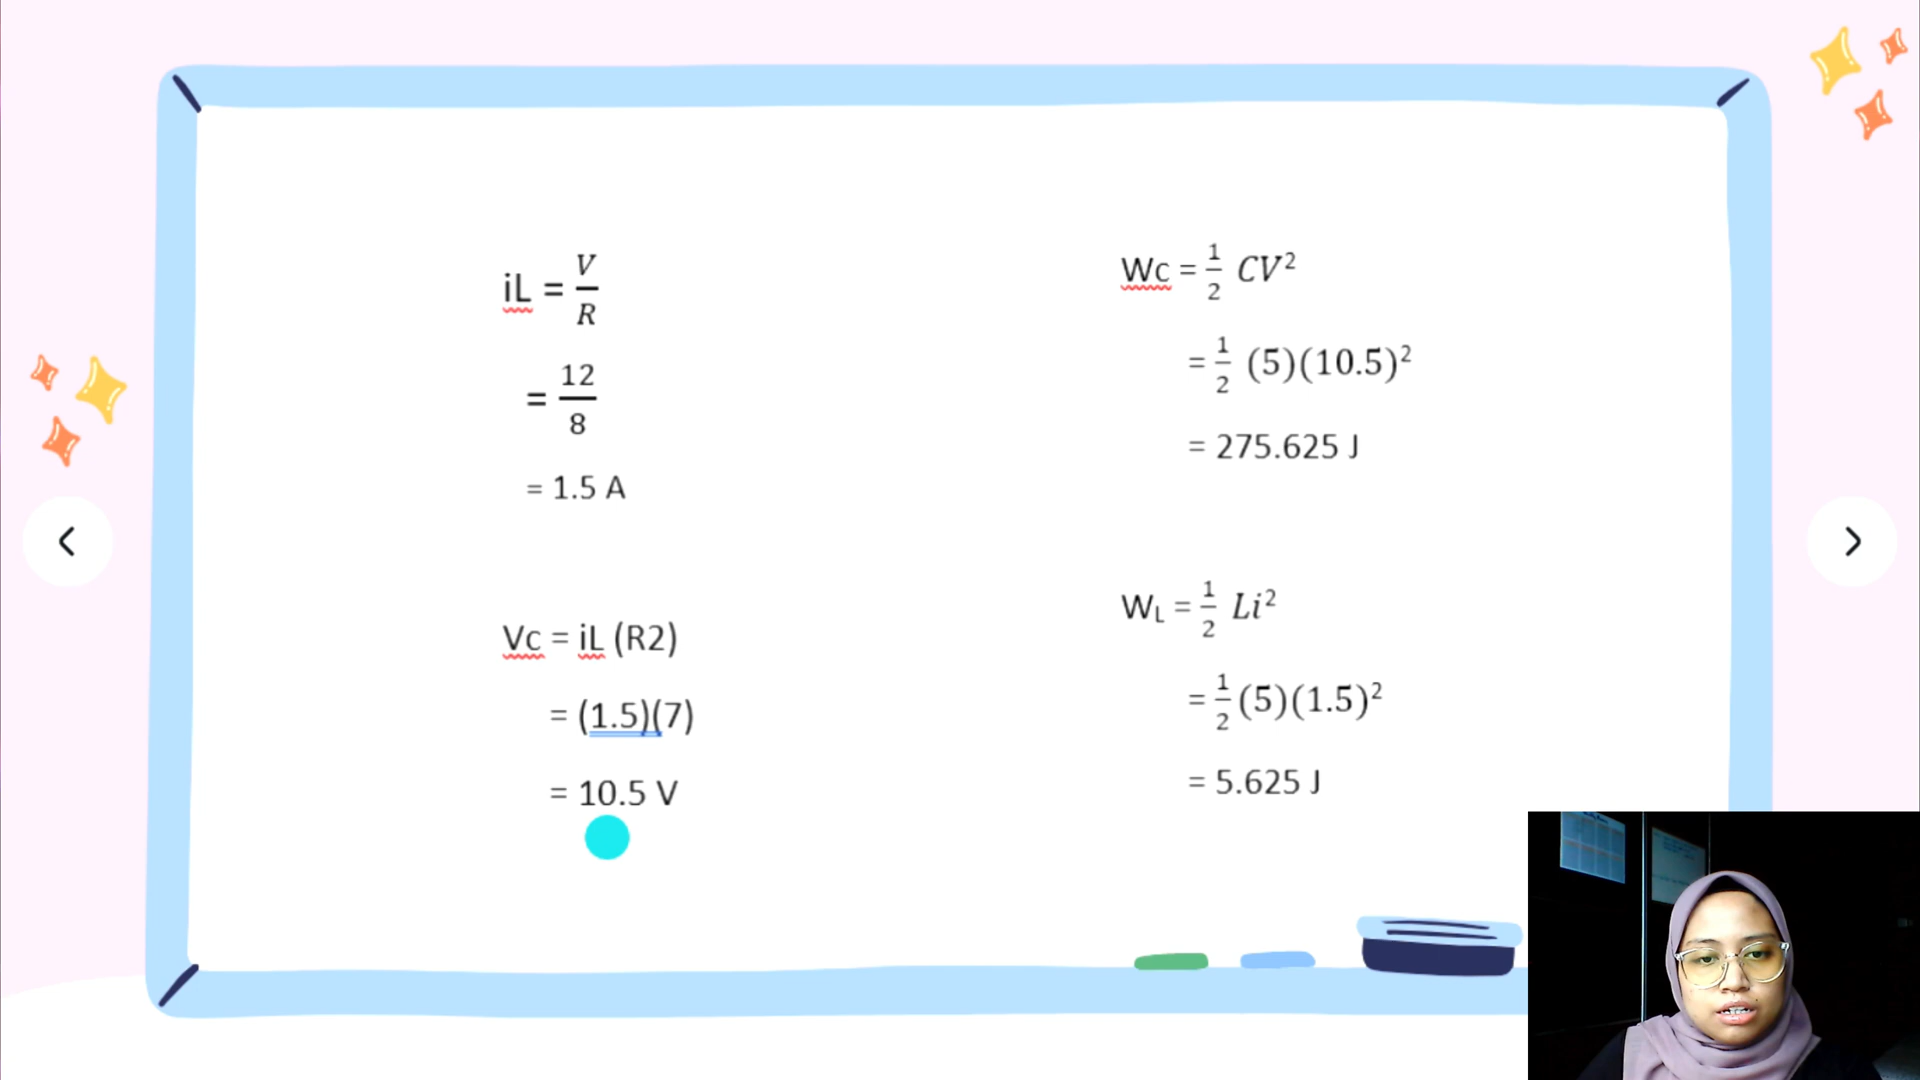 iL = V/R
= 12/8
= 1.5 A
Vc = iL (R2)
= (1.5)(7)
= 10.5 V
Wc = 1/2 CV²
= 1/2 (5)(10.5)²
= 275.625 J
W_L = 1/2 Li²
= 1/2 (5)(1.5)²
= 5.625 J